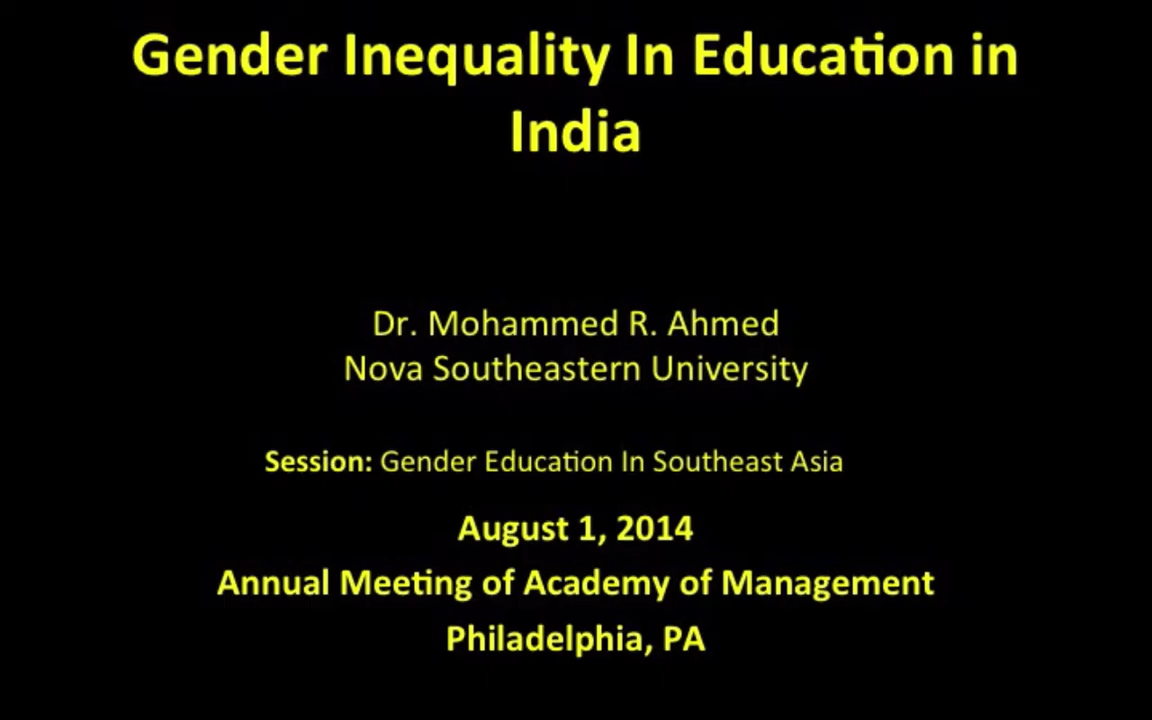 Gender Inequality In Education in
India
Dr. Mohammed R. Ahmed
Nova Southeastern University
Session: Gender Education In Southeast Asia
August 1, 2014
Annual Meeting of Academy of Management
Philadelphia, PA